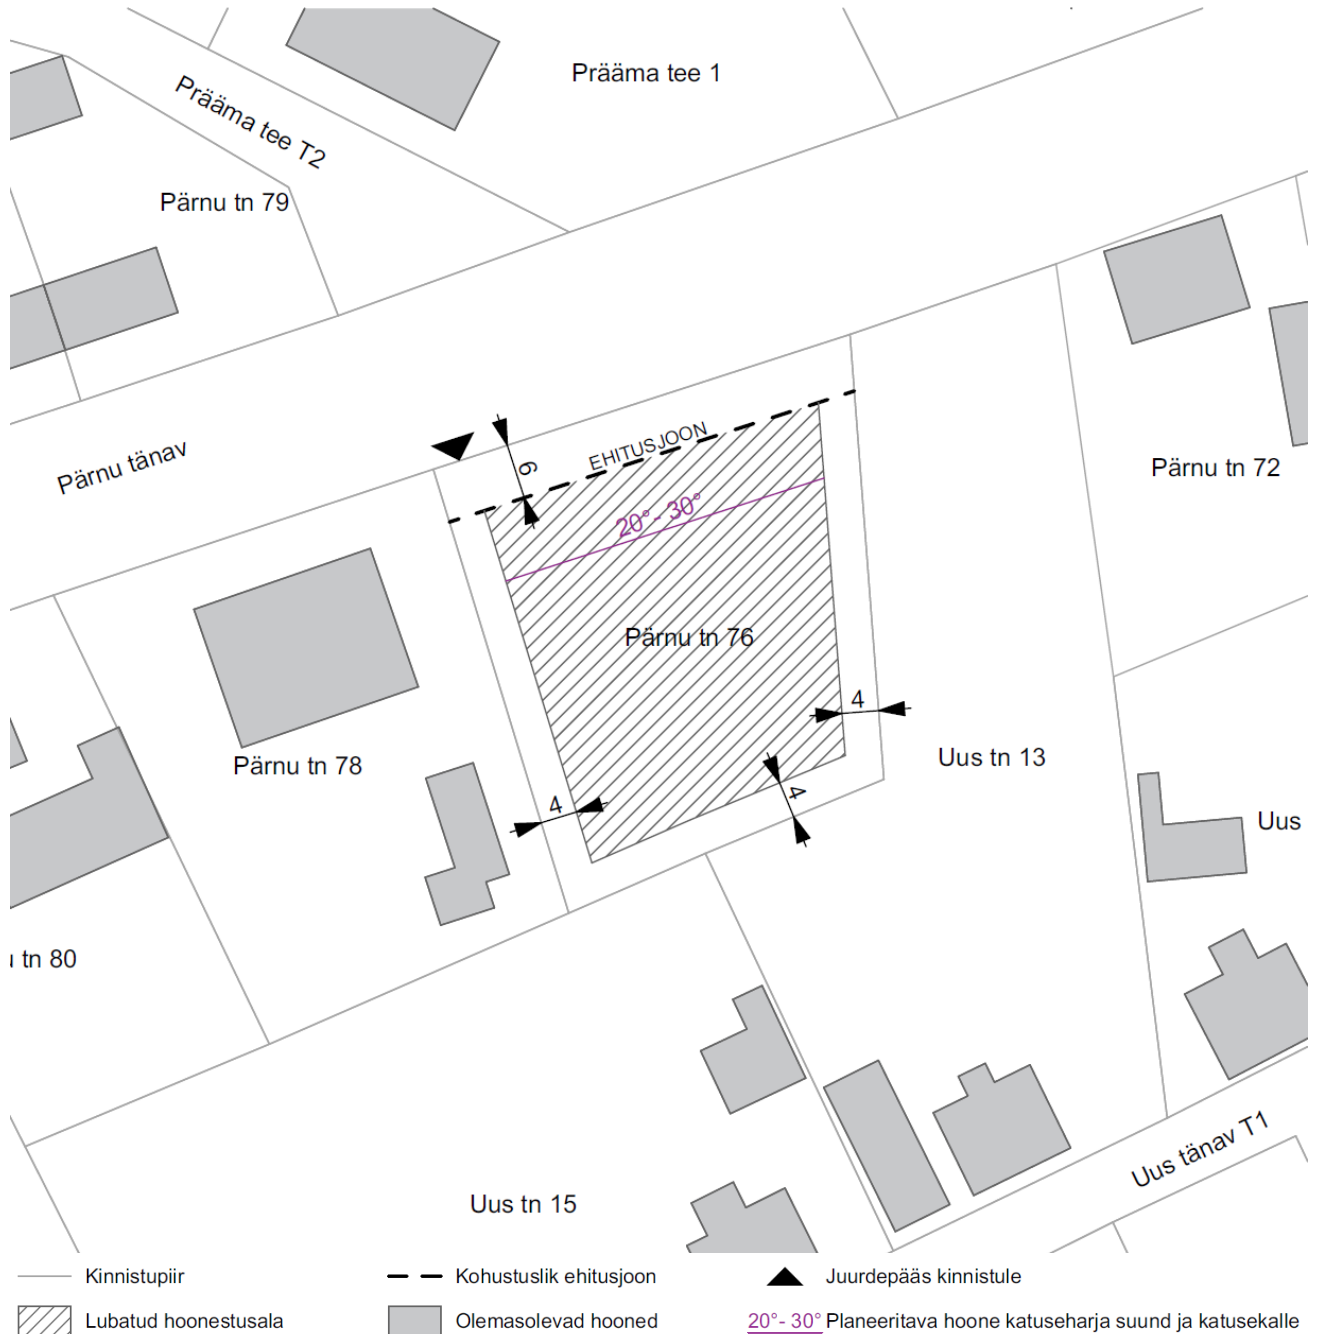 Prääma tee 1
Prääma tee T2
Pärnu tn 79
Pärnu tänav
6
EHITUSJOON
20° - 30°
Pärnu tn 72
Pärnu tn 76
4
Uus tn 13
Pärnu tn 78
4
4
Uus
tn 80
Uus tänav T1
Uus tn 15
Kinnistupiir
Kohustuslik ehitusjoon
Juurdepääs kinnistule
Lubatud hoonestusala
Olemasolevad hooned
20°- 30° Planeeritava hoone katuseharja suund ja katusekalle